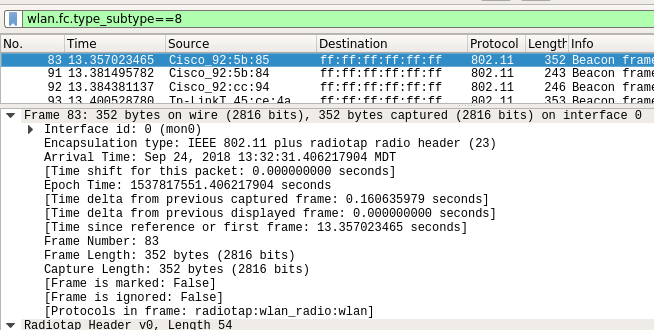 wlan.fc.type_subtype==8
No. Time Source Destination Protocol Length Info
83 13.357023465 Cisco_92:5b:85 ff:ff:ff:ff:ff:ff 802.11 352 Beacon frame
91 13.381495782 Cisco_92:5b:84 ff:ff:ff:ff:ff:ff 802.11 243 Beacon frame
92 13.384381137 Cisco_92:cc:94 ff:ff:ff:ff:ff:ff 802.11 246 Beacon frame
93 13.400528780 Tp-LinkT_45:ce:4a ff:ff:ff:ff:ff:ff 802.11 353 Beacon frame
Frame 83: 352 bytes on wire (2816 bits), 352 bytes captured (2816 bits) on interface 0
Interface id: 0 (mon0)
Encapsulation type: IEEE 802.11 plus radiotap radio header (23)
Arrival Time: Sep 24, 2018 13:32:31.406217904 MDT
[Time shift for this packet: 0.000000000 seconds]
Epoch Time: 1537817551.406217904 seconds
[Time delta from previous captured frame: 0.160635979 seconds]
[Time delta from previous displayed frame: 0.000000000 seconds]
[Time since reference or first frame: 13.357023465 seconds]
Frame Number: 83
Frame Length: 352 bytes (2816 bits)
Capture Length: 352 bytes (2816 bits)
[Frame is marked: False]
[Frame is ignored: False]
[Protocols in frame: radiotap:wlan_radio:wlan]
Radiotap Header v0, Length 54